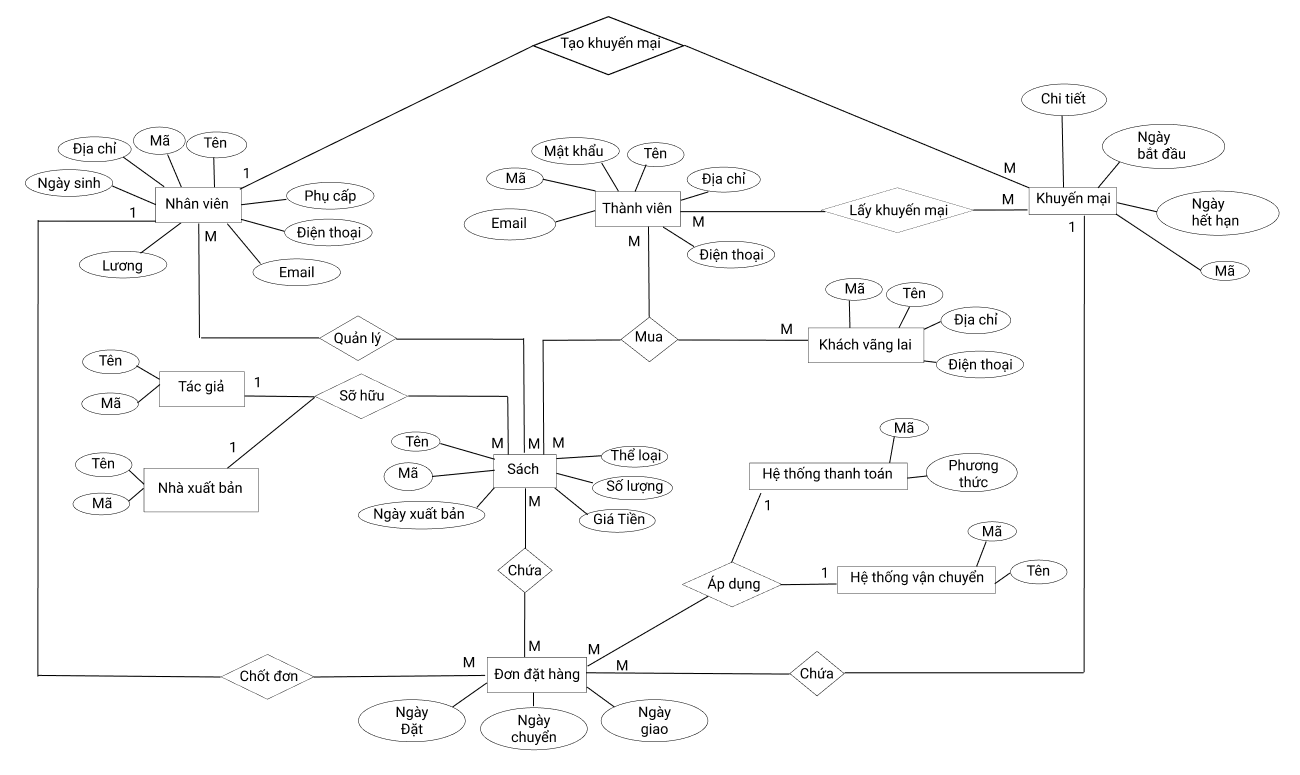 Tạo khuyến mại
Chi tiết
Ngày
bắt đầu
Ngày
hết hạn
Mã
M
Khuyến mại
1
Địa chỉ
Mã
Tên
Ngày sinh
1
Phụ cấp
Nhân viên
1
Điện thoại
M
Lương
Email
Mật khẩu
Tên
Mã
Địa chỉ
Thành viên
Email
M
M
Điện thoại
Lấy khuyến mại
M
Mã
Tên
Địa chỉ
Khách vãng lai
Điện thoại
M
Mua
Quản lý
Tên
Tác giả
Mã
1
Sỡ hữu
1
Tên
Nhà xuất bản
Mã
M
M
M
Tên
Thể loại
Mã
Sách
Số lượng
Ngày xuất bản
Giá Tiền
M
Mã
Hệ thống thanh toán
Phương
thức
1
Mã
Hệ thống vận chuyển
Tên
1
Áp dụng
Chứa
M
M
M
M
Chốt đơn
Đơn đặt hàng
Chứa
Ngày
Đặt
Ngày
chuyển
Ngày
giao